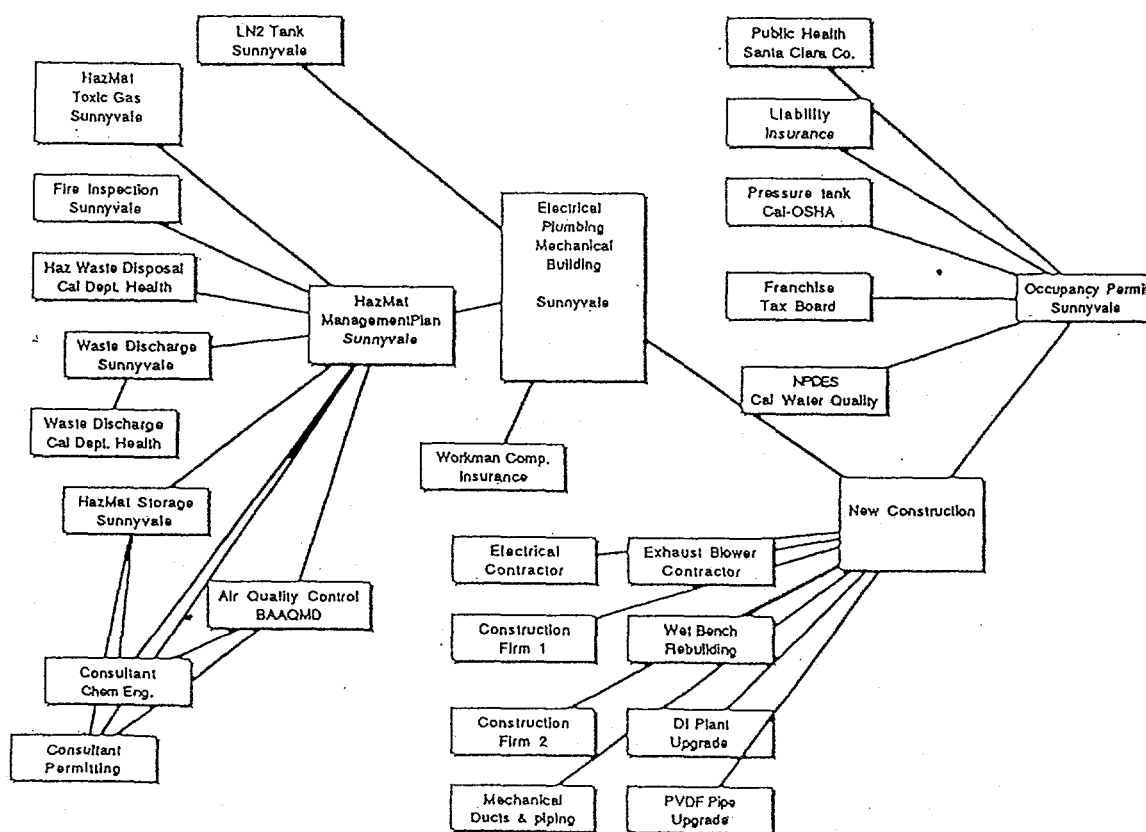 LN2 Tank
Sunnyvale
Public Health
Santa Clara Co.
HazMat
Toxic Gas
Sunnyvale
Liability
Insurance
Fire Inspection
Sunnyvale
Pressure tank
Cal-OSHA
Electrical
Plumbing
Mechanical
Building
Sunnyvale
Haz Waste Disposal
Cal Dept. Health
HazMat
ManagementPlan
Sunnyvale
Franchise
Tax Board
Occupancy Permit
Sunnyvale
Waste Discharge
Sunnyvale
NPDES
Cal Water Quality
Waste Discharge
Cal Dept. Health
Workman Comp.
Insurance
HazMat Storage
Sunnyvale
New Construction
Electrical
Contractor
Exhaust Blower
Contractor
Air Quality Control
BAAQMD
Construction
Firm 1
Wet Bench
Rebuilding
Consultant
Chem Eng.
Construction
Firm 2
DI Plant
Upgrade
Consultant
Permitting
Mechanical
Ducts & piping
PVDF Pipe
Upgrade